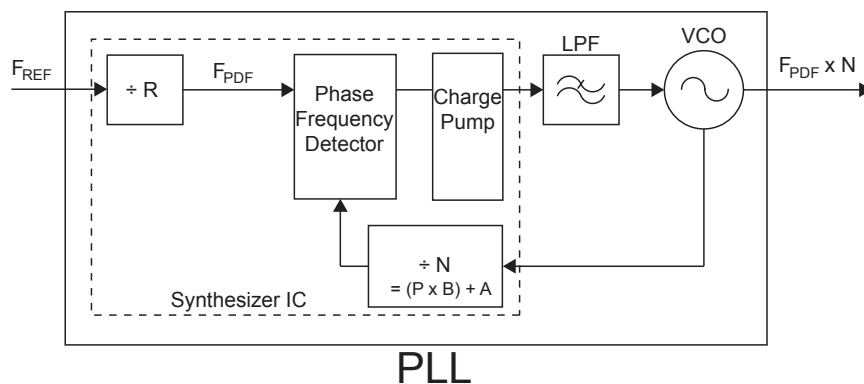 F_REF
÷ R
F_PDF
Phase
Frequency
Detector
Charge
Pump
LPF
VCO
F_PDF x N
÷ N
= (P x B) + A
Synthesizer IC
PLL